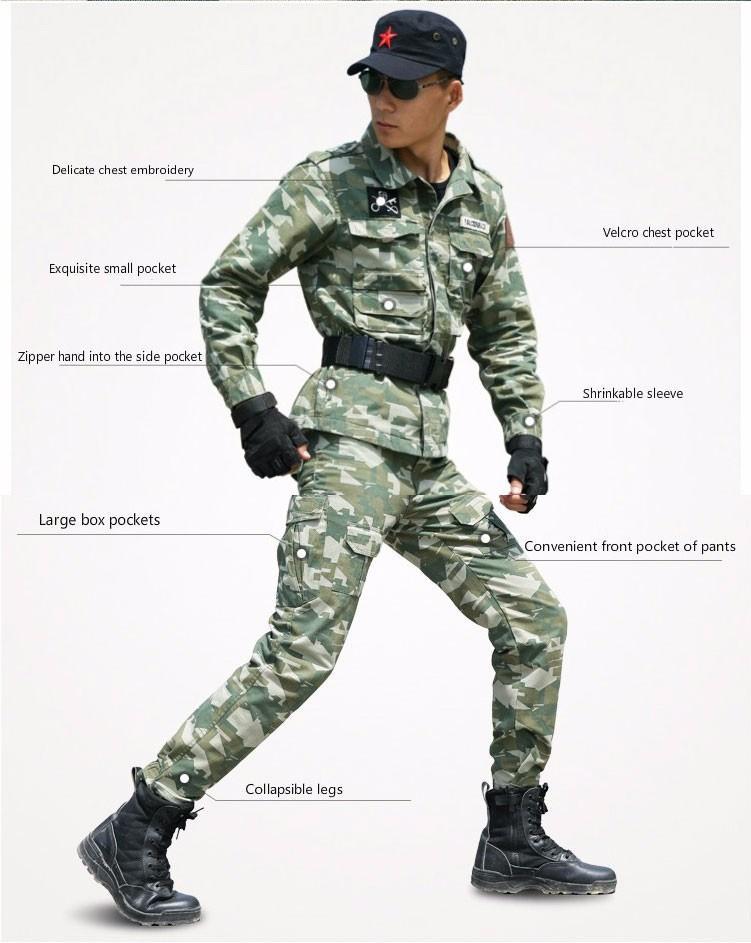 Delicate chest embroidery
Velcro chest pocket
Exquisite small pocket
Zipper hand into the side pocket
Shrinkable sleeve
Large box pockets
Convenient front pocket of pants
Collapsible legs